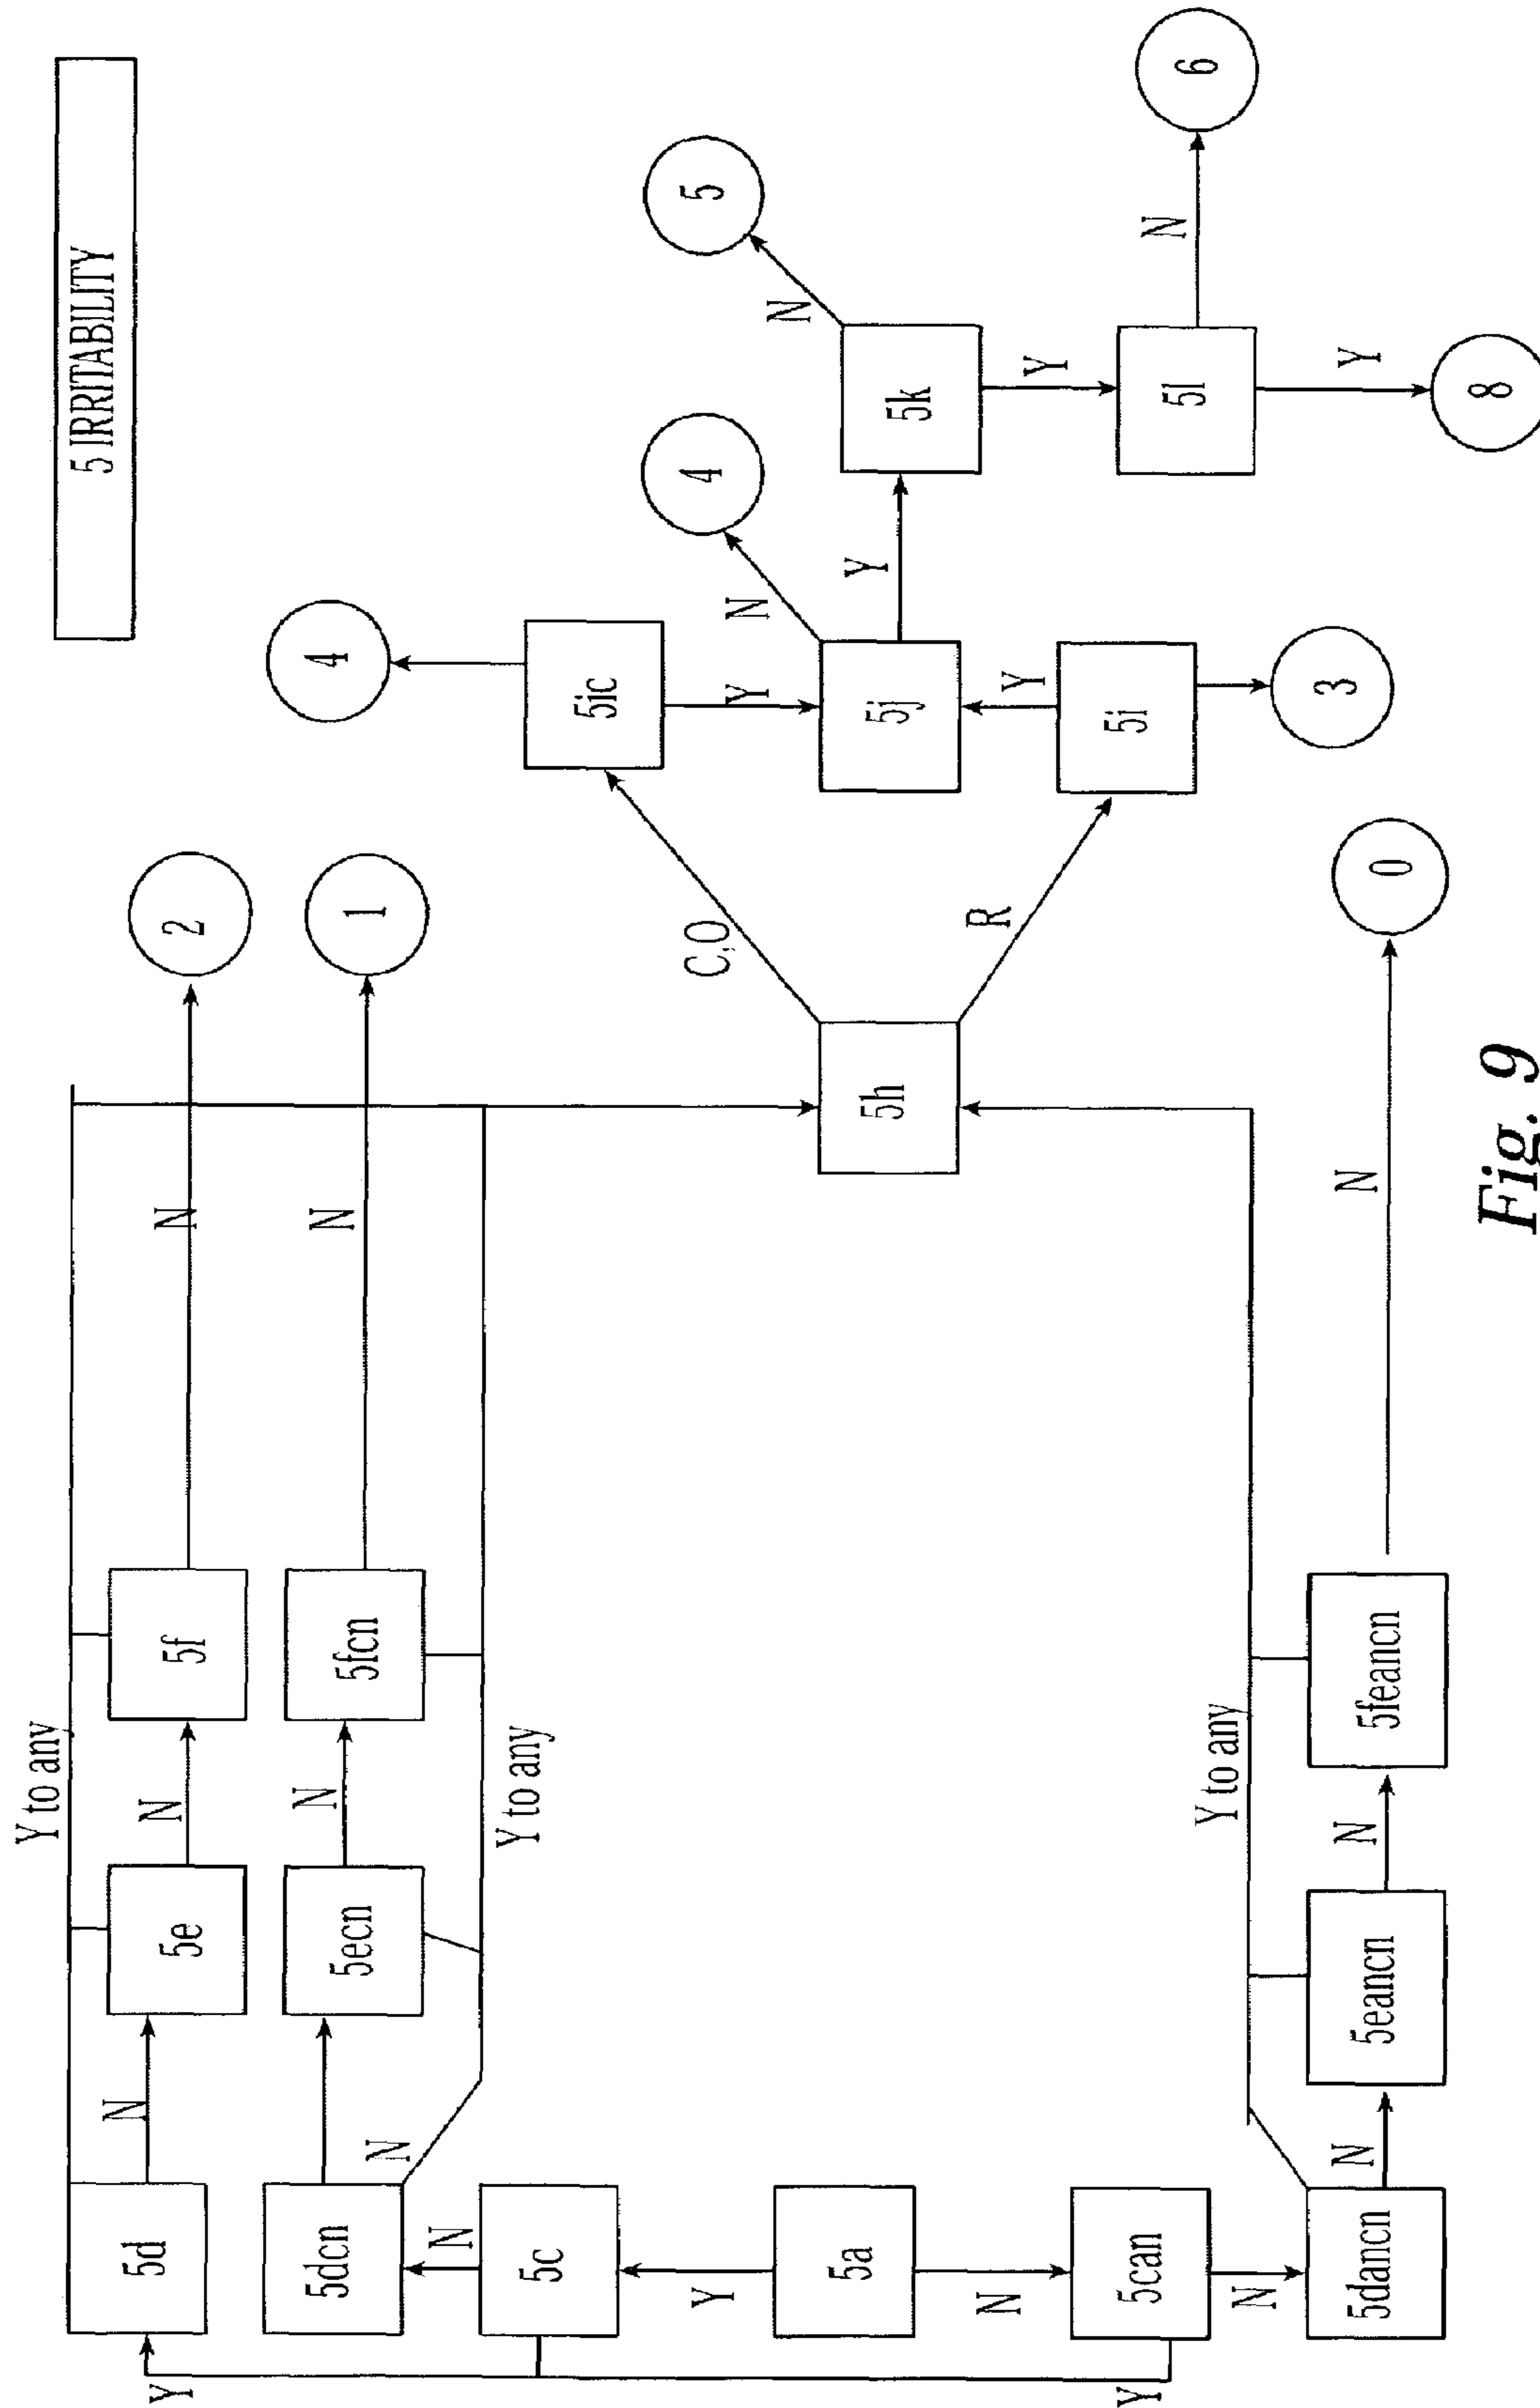 5 IRRITABILITY
Y
5d
N
5e
N
5f
Y to any
N
2
5dcn
N
5ecn
N
5fcn
Y to any
N
1
N
5c
Y
5a
N
5can
Y
N
5dancn
N
5eancn
N
5feancn
Y to any
N
0
5h
C,O
R
5ic
4
Y
5j
N
4
Y
5i
3
Y
5k
N
5
Y
5l
N
6
Y
8
Fig. 9